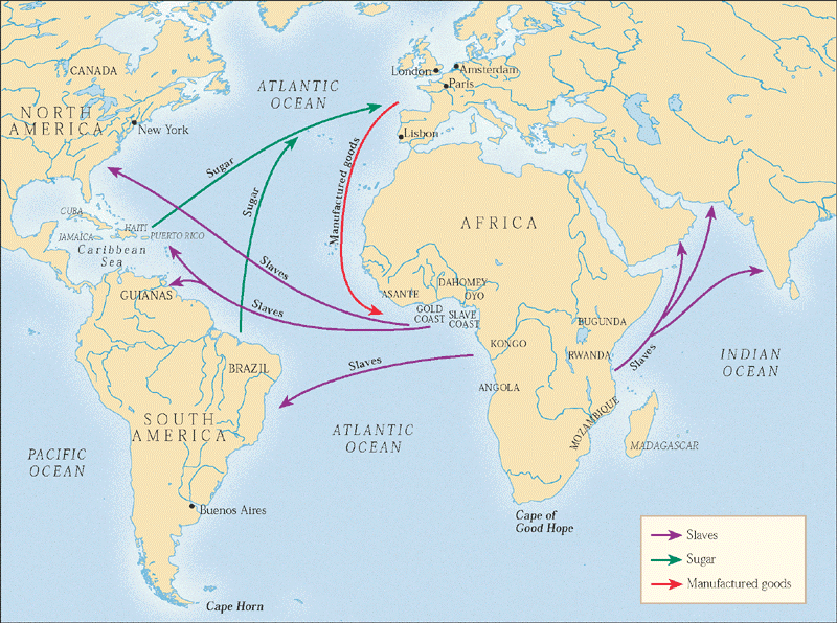 CANADA
NORTH
AMERICA
New York
ATLANTIC
OCEAN
London
Amsterdam
Paris
Lisbon
Sugar
Sugar
Manufactured goods
CUBA
HAITI
JAMAICA
PUERTO RICO
Caribbean
Sea
Slaves
Slaves
GUIANAS
AFRICA
ASANTE
DAHOMEY
OYO
GOLD
COAST
SLAVE
COAST
BUGUNDA
KONGO
RWANDA
Slaves
INDIAN
OCEAN
BRAZIL
Slaves
ANGOLA
SOUTH
AMERICA
ATLANTIC
OCEAN
MOZAMBIQUE
MADAGASCAR
PACIFIC
OCEAN
Buenos Aires
Cape of
Good Hope
Cape Horn
Slaves
Sugar
Manufactured goods